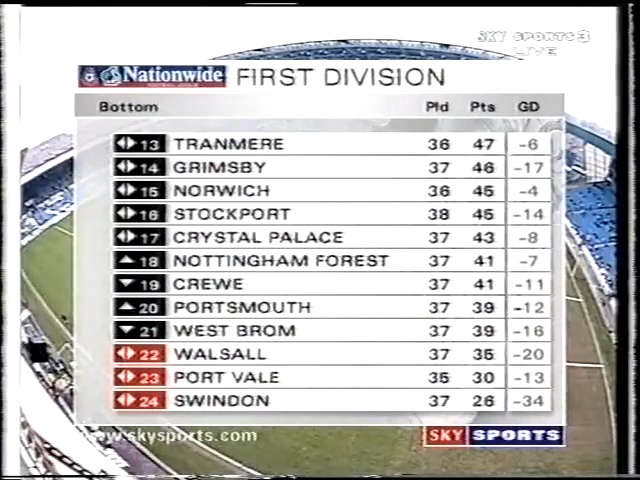 SKY SPORTS 3
LIVE
Nationwide FIRST DIVISION
Bottom Pld Pts GD
13 TRANMERE 36 47 -6
14 GRIMSBY 37 46 -17
15 NORWICH 36 45 -4
16 STOCKPORT 38 45 -14
17 CRYSTAL PALACE 37 43 -8
18 NOTTINGHAM FOREST 37 41 -7
19 CREWE 37 41 -11
20 PORTSMOUTH 37 39 -12
21 WEST BROM 37 39 -16
22 WALSALL 37 35 -20
23 PORT VALE 35 30 -13
24 SWINDON 37 26 -34
www.skysports.com SKY SPORTS